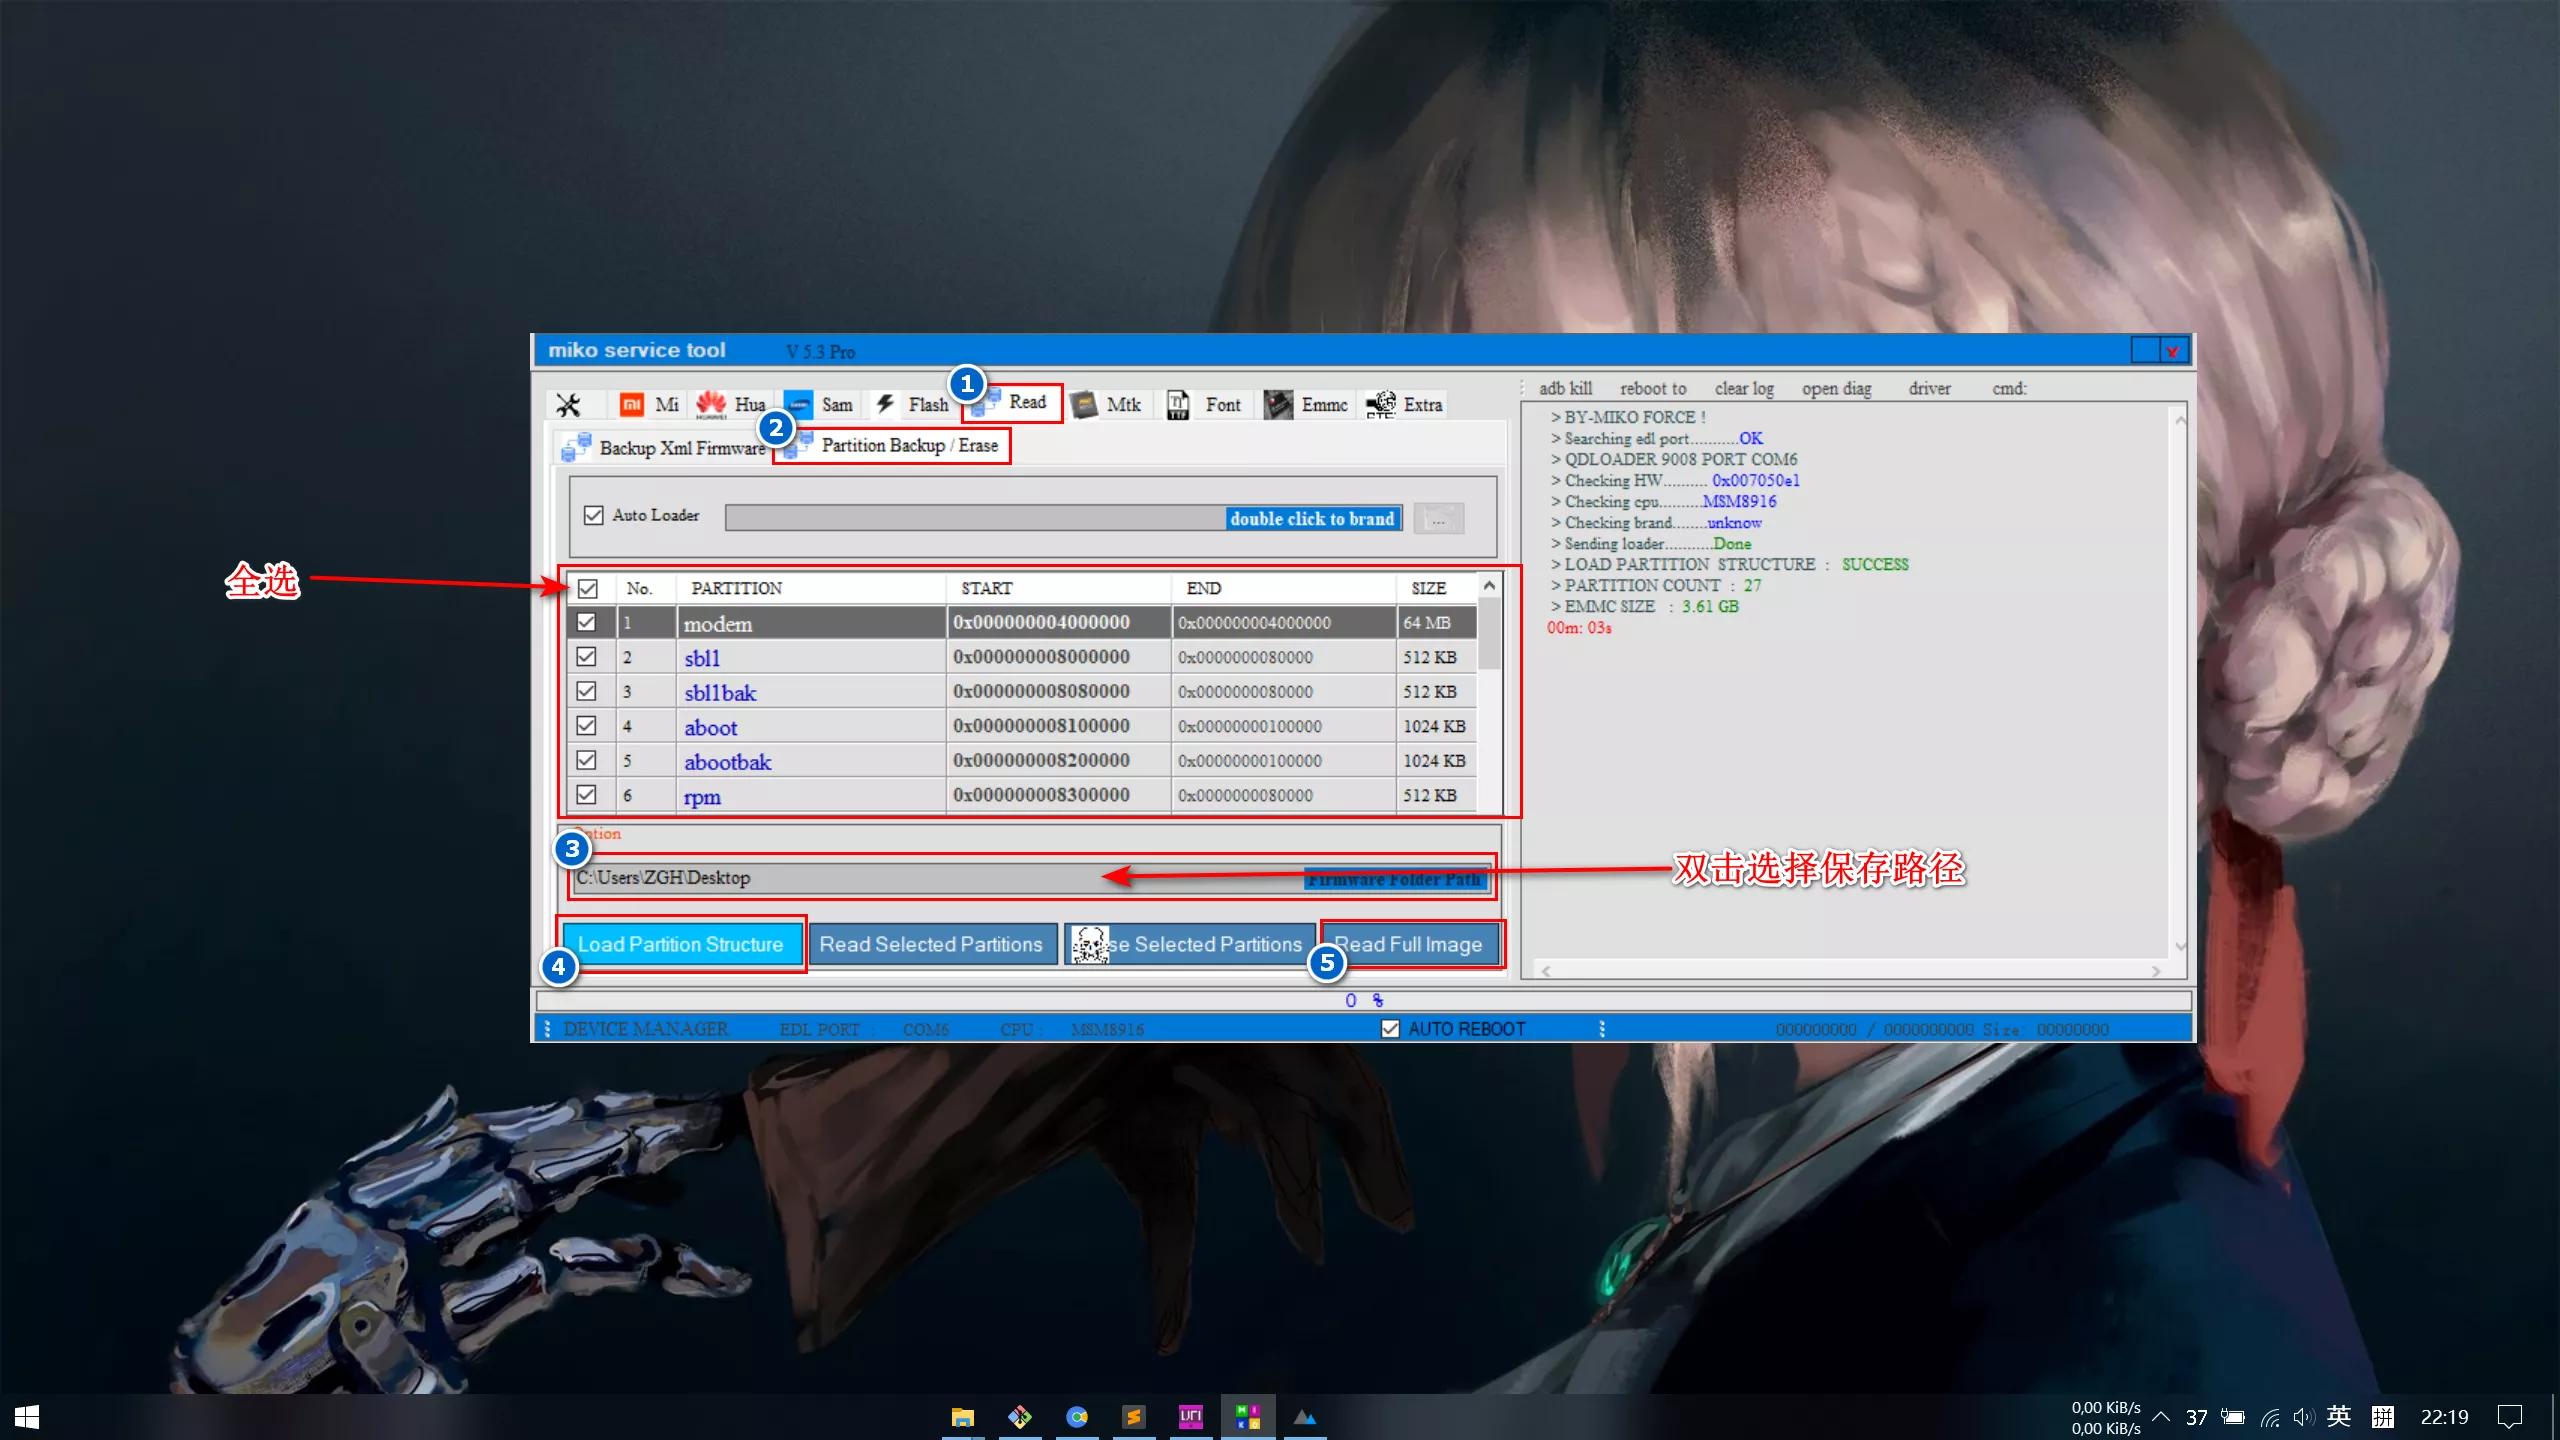 miko service tool V 5.3 Pro
Mi Hua Sam Flash 1 Read Mtk Font Emmc Extra
adb kill reboot to clear log open diag driver cmd:
Backup Xml Firmware 2 Partition Backup / Erase
Auto Loader double click to brand ...
全选
No. PARTITION START END SIZE
1 modem 0x000000004000000 0x000000004000000 64 MB
2 sbl1 0x000000008000000 0x0000000080000 512 KB
3 sbl1bak 0x000000008080000 0x0000000080000 512 KB
4 aboot 0x000000008100000 0x00000000100000 1024 KB
5 abootbak 0x000000008200000 0x00000000100000 1024 KB
6 rpm 0x000000008300000 0x0000000080000 512 KB
3
C:\Users\ZGH\Desktop Firmware Folder Path
双击选择保存路径
Load Partition Structure Read Selected Partitions se Selected Partitions Read Full Image
4 5
> BY-MIKO FORCE !
> Searching edl port...........OK
> QDLOADER 9008 PORT COM6
> Checking HW.......... 0x007050e1
> Checking cpu..........MSM8916
> Checking brand........unknow
> Sending loader...........Done
> LOAD PARTITION STRUCTURE : SUCCESS
> PARTITION COUNT : 27
> EMMC SIZE : 3.61 GB
00m: 03s
0 %
DEVICE MANAGER EDL PORT : COM6 CPU : MSM8916 AUTO REBOOT 000000000 / 0000000000 Size: 00000000
0,00 KiB/s
0,00 KiB/s
37 英 拼 22:19